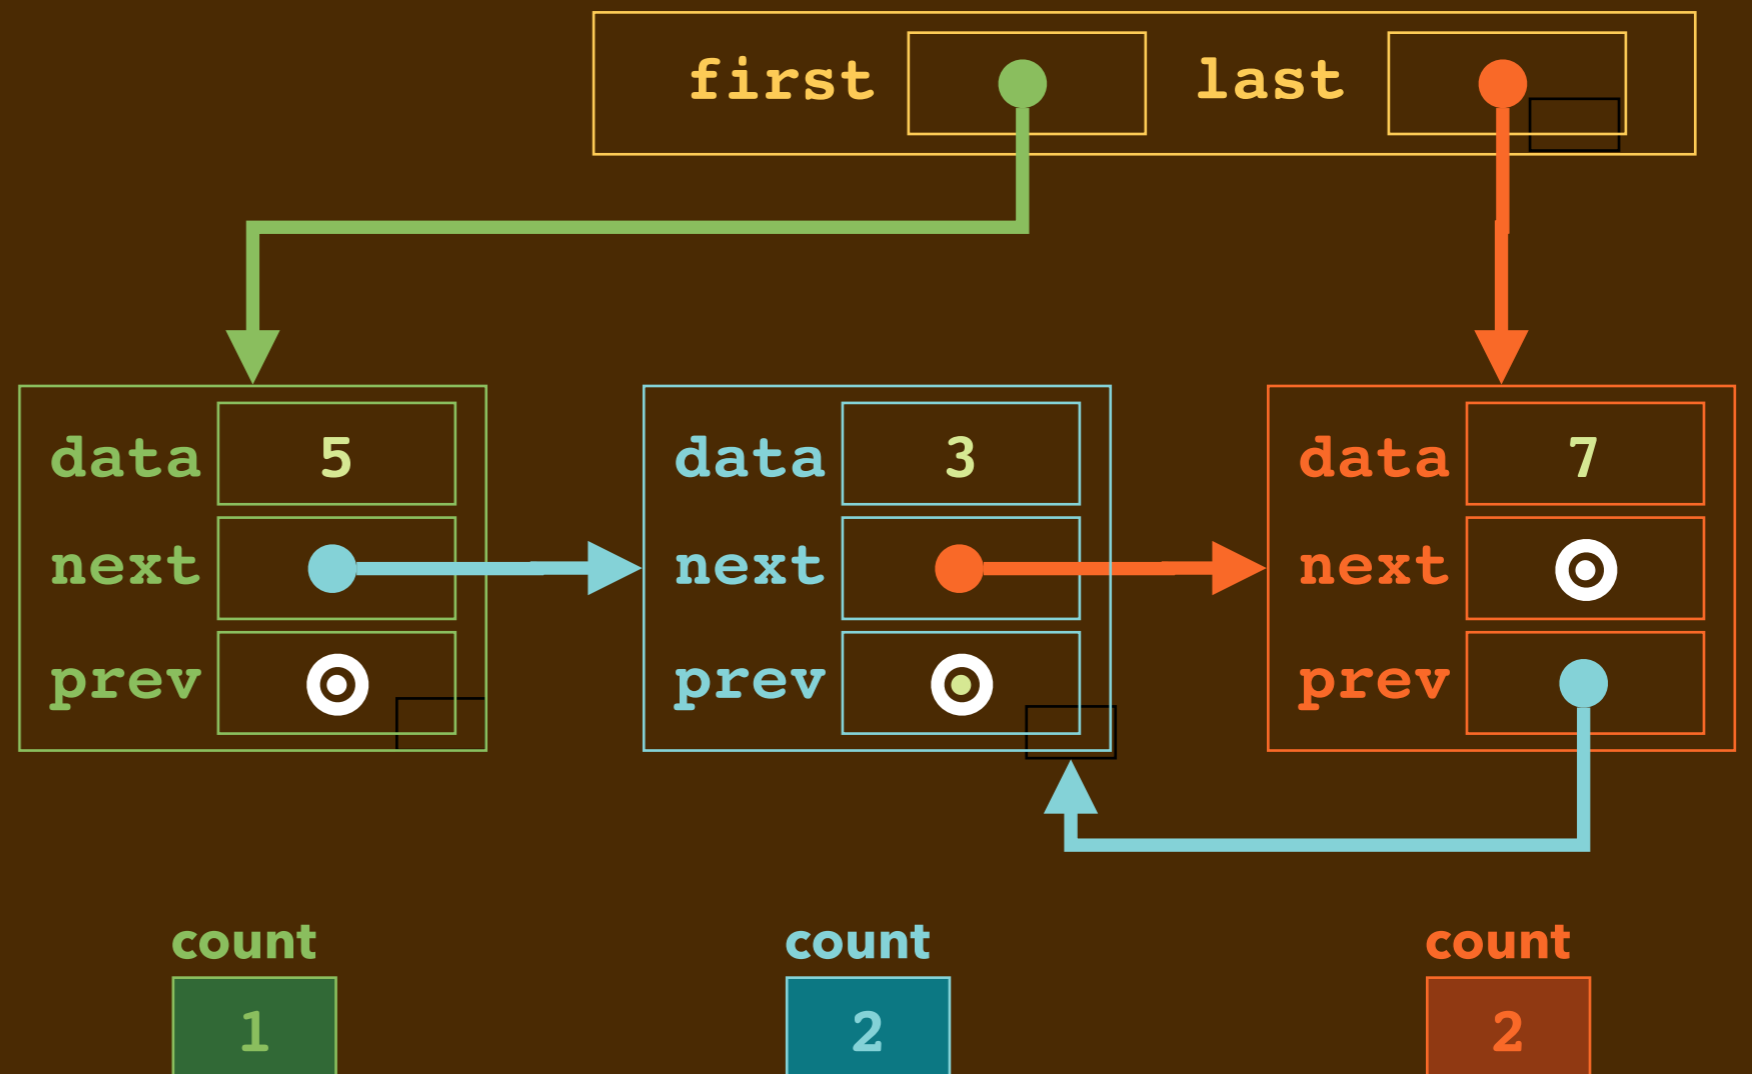 first last
data 5 data 3 data 7
next next next
prev prev prev
count count count
1 2 2